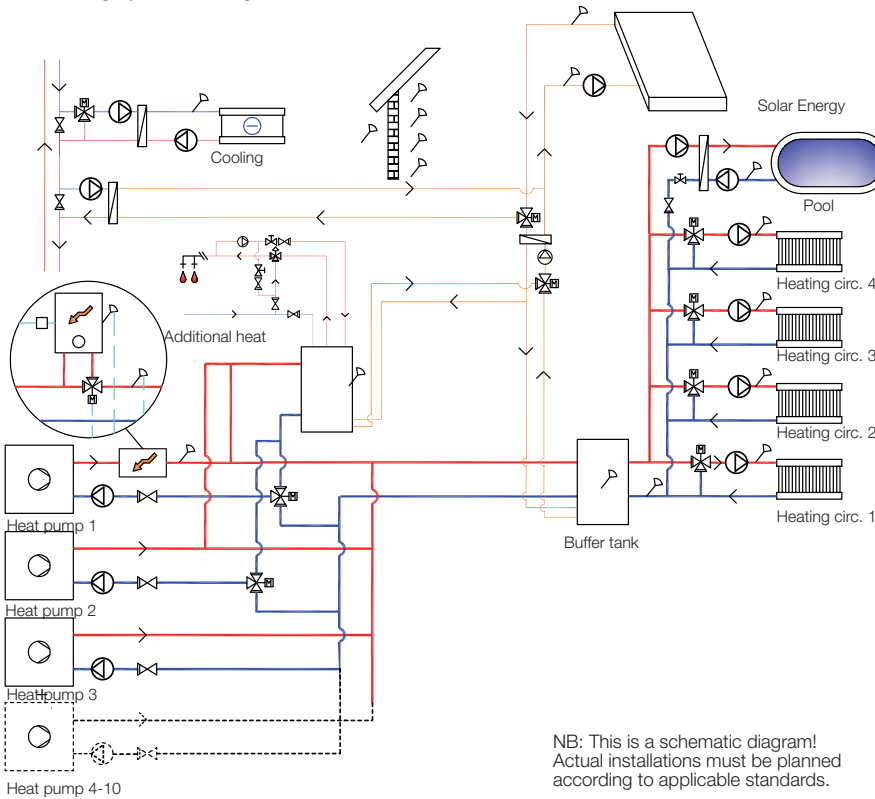 Solar Energy
Cooling
Pool
M
M
M
M
Heating circ. 4
Additional heat
M
Heating circ. 3
M
M
Heating circ. 2
M
M
Heating circ. 1
Heat pump 1
Buffer tank
M
Heat pump 2
Heat pump 3
NB: This is a schematic diagram!
Actual installations must be planned
according to applicable standards.
Heat pump 4-10